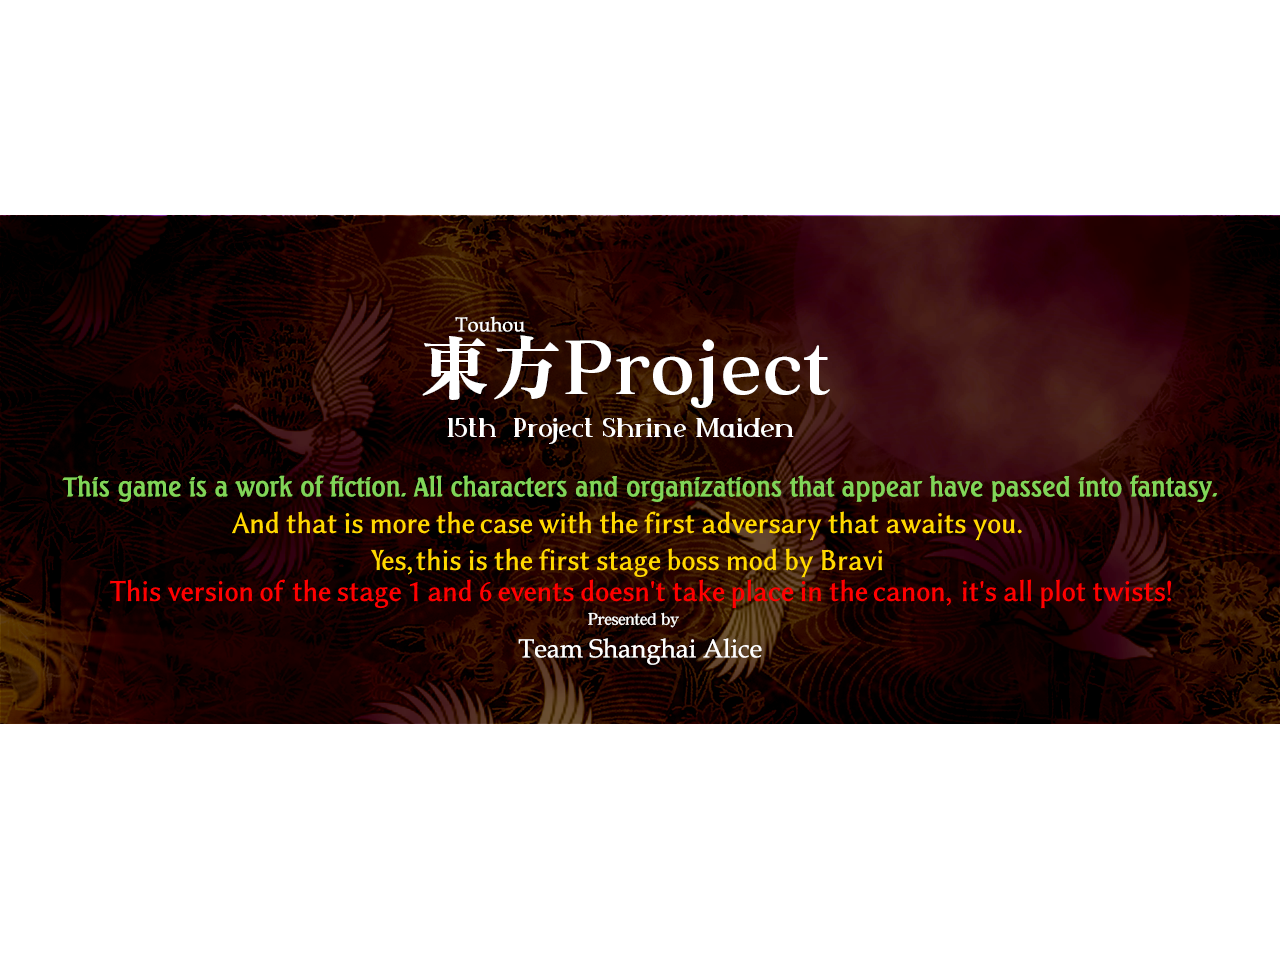 Touhou
東方Project
15th Project Shrine Maiden
This game is a work of fiction. All characters and organizations that appear have passed into fantasy.
And that is more the case with the first adversary that awaits you.
Yes,this is the first stage boss mod by Bravi
This version of the stage 1 and 6 events doesn't take place in the canon, it's all plot twists!
Presented by
Team Shanghai Alice